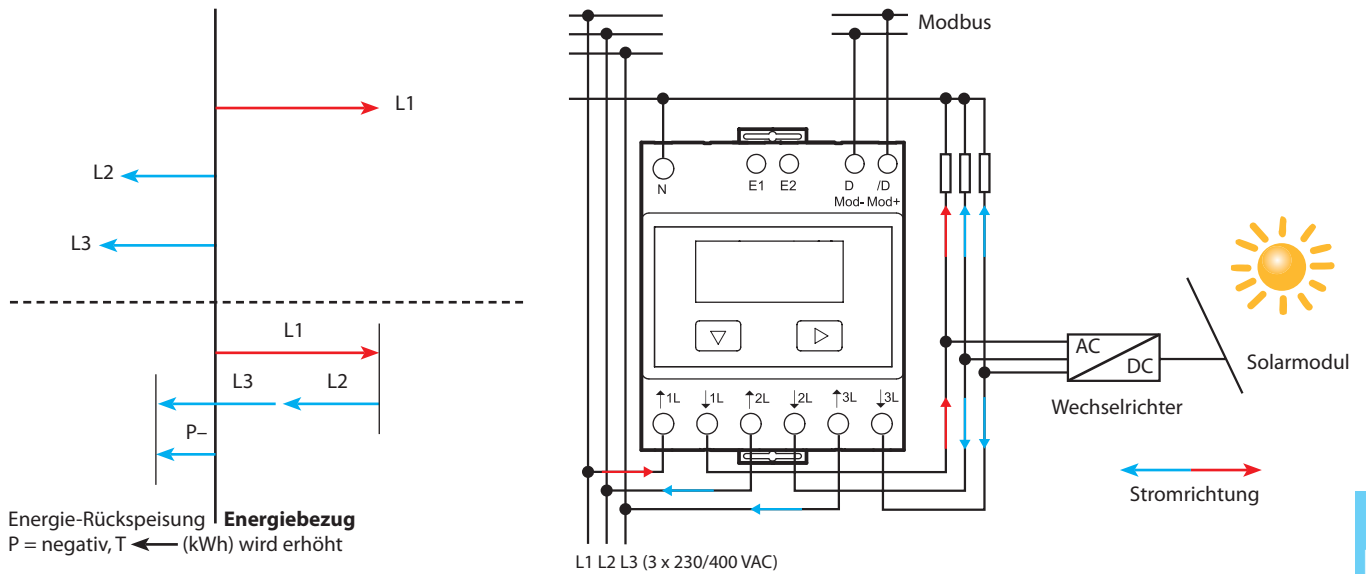 L1
L2
L3
L1
L3 L2
P–
Energie-Rückspeisung Energiebezug
P = negativ, T (kWh) wird erhöht
Modbus
N
E1 E2
D /D
Mod- Mod+
↑1L ↓1L ↑2L ↓2L ↑3L ↓3L
AC
DC
Wechselrichter
Solarmodul
Stromrichtung
L1 L2 L3 (3 x 230/400 VAC)